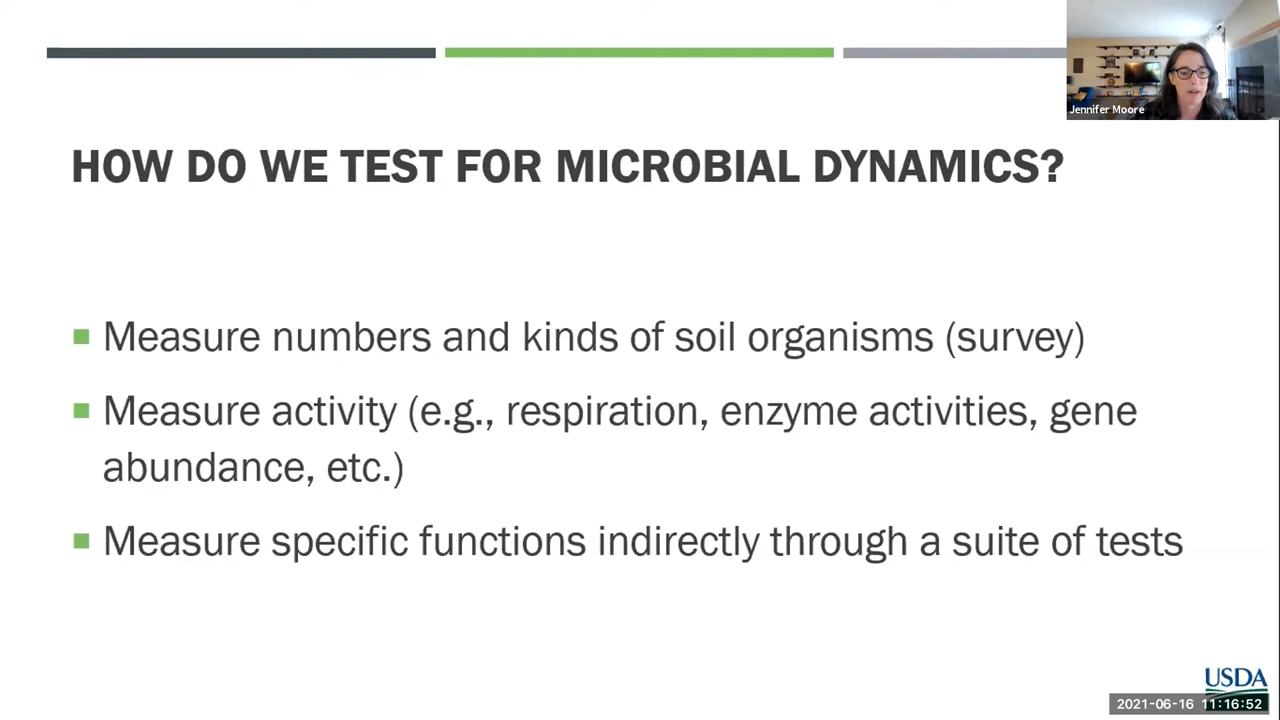 Jennifer Moore
HOW DO WE TEST FOR MICROBIAL DYNAMICS?
Measure numbers and kinds of soil organisms (survey)
Measure activity (e.g., respiration, enzyme activities, gene
abundance, etc.)
Measure specific functions indirectly through a suite of tests
USDA
2021-06-16 11:16:52